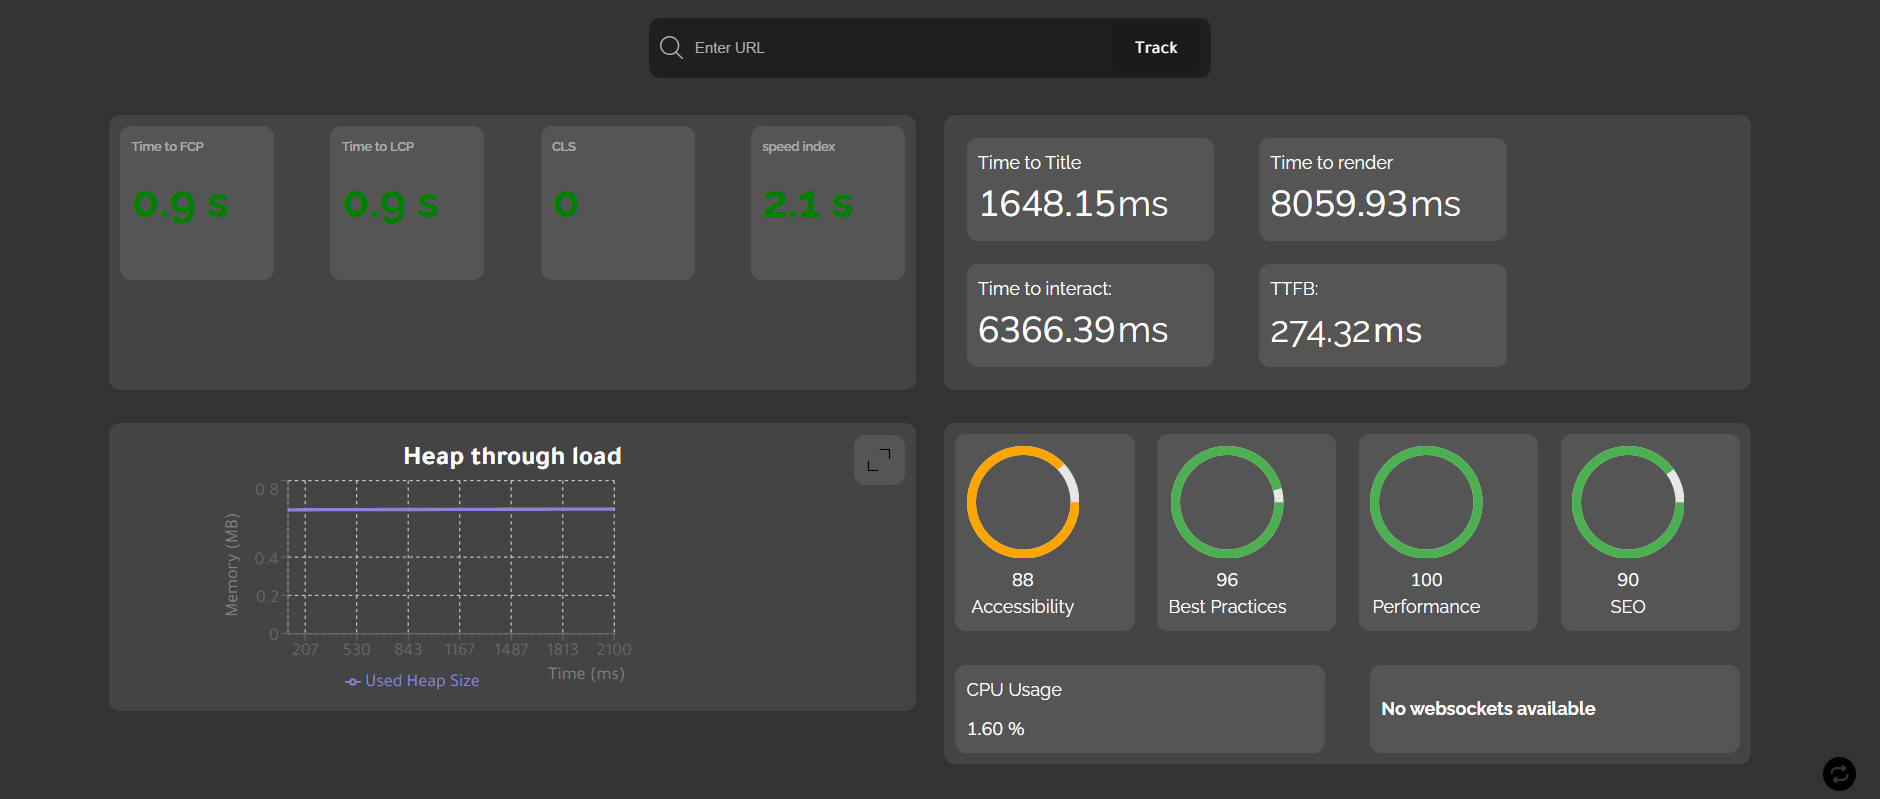 Enter URL
Track
Time to FCP
0.9 s
Time to LCP
0.9 s
CLS
0
speed index
2.1 s
Time to Title
1648.15ms
Time to render
8059.93ms
Time to interact:
6366.39ms
TTFB:
274.32ms
Heap through load
Memory (MB)
0.8
0.4
0.2
0
207 530 843 1167 1487 1813 2100
Time (ms)
Used Heap Size
88
Accessibility
96
Best Practices
100
Performance
90
SEO
CPU Usage
1.60 %
No websockets available